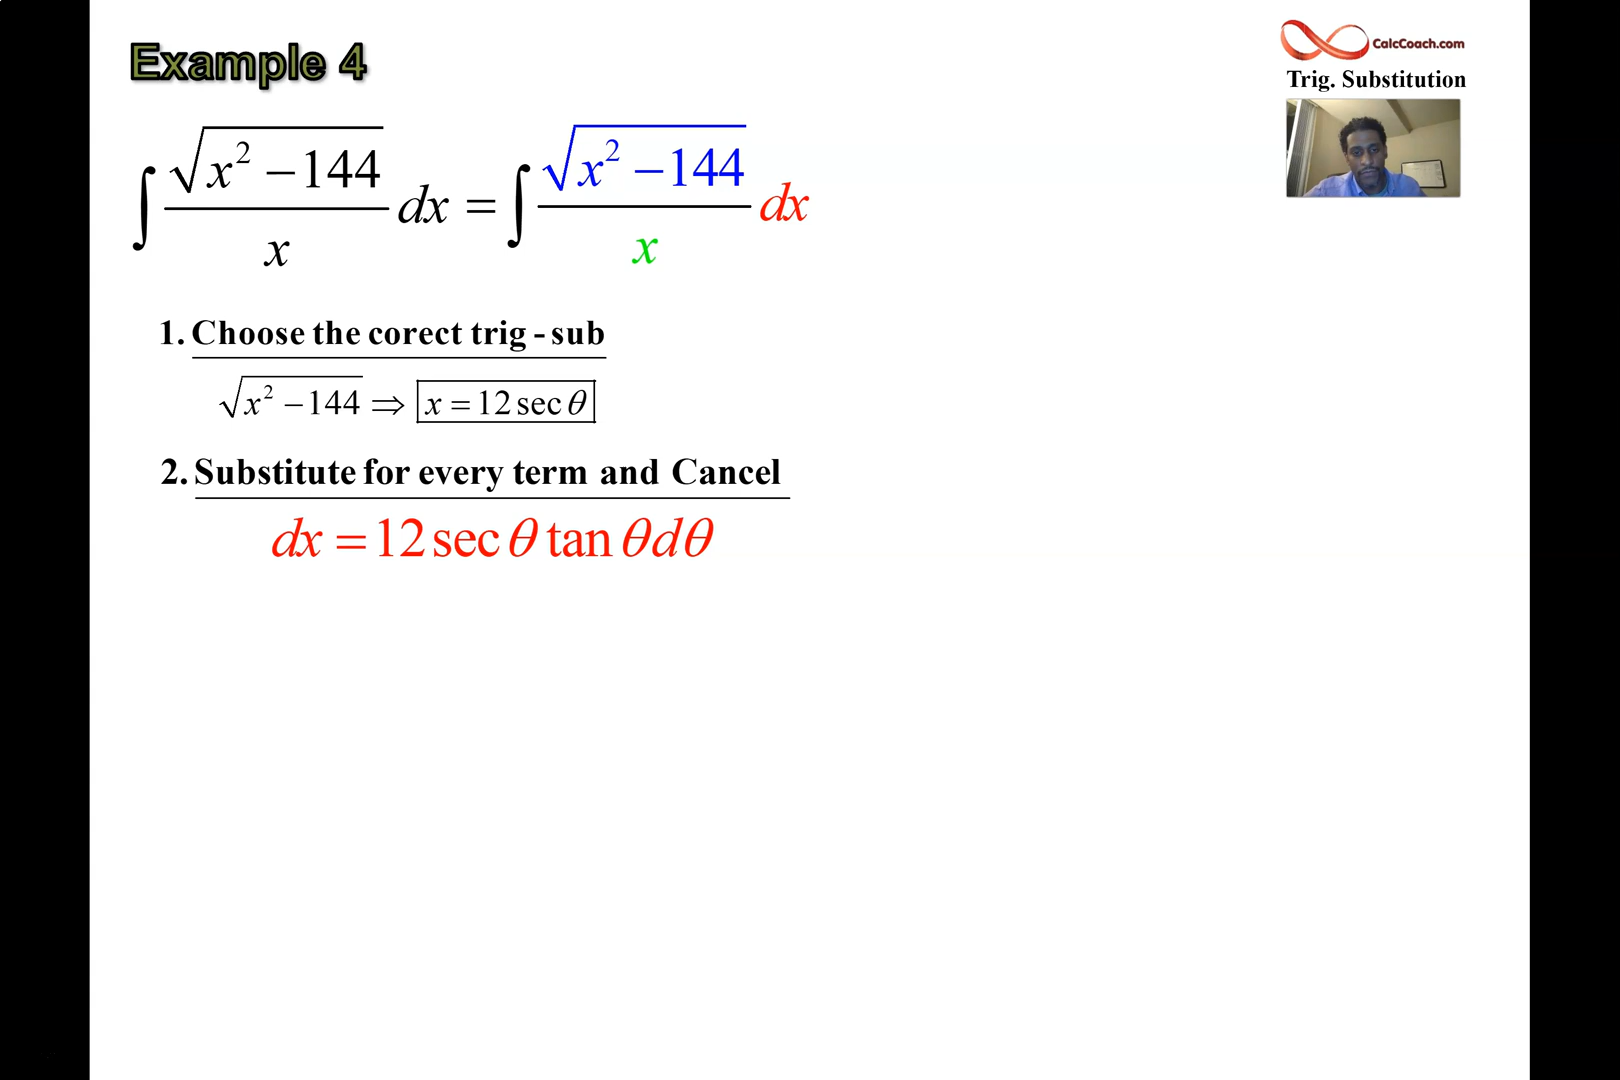 Example 4
CalcCoach.com
Trig. Substitution
∫ √(x² − 144) / x dx = ∫ √(x² − 144) / x dx
1. Choose the corect trig - sub
√(x² − 144) ⇒ x = 12 sec θ
2. Substitute for every term and Cancel
dx = 12 sec θ tan θ dθ